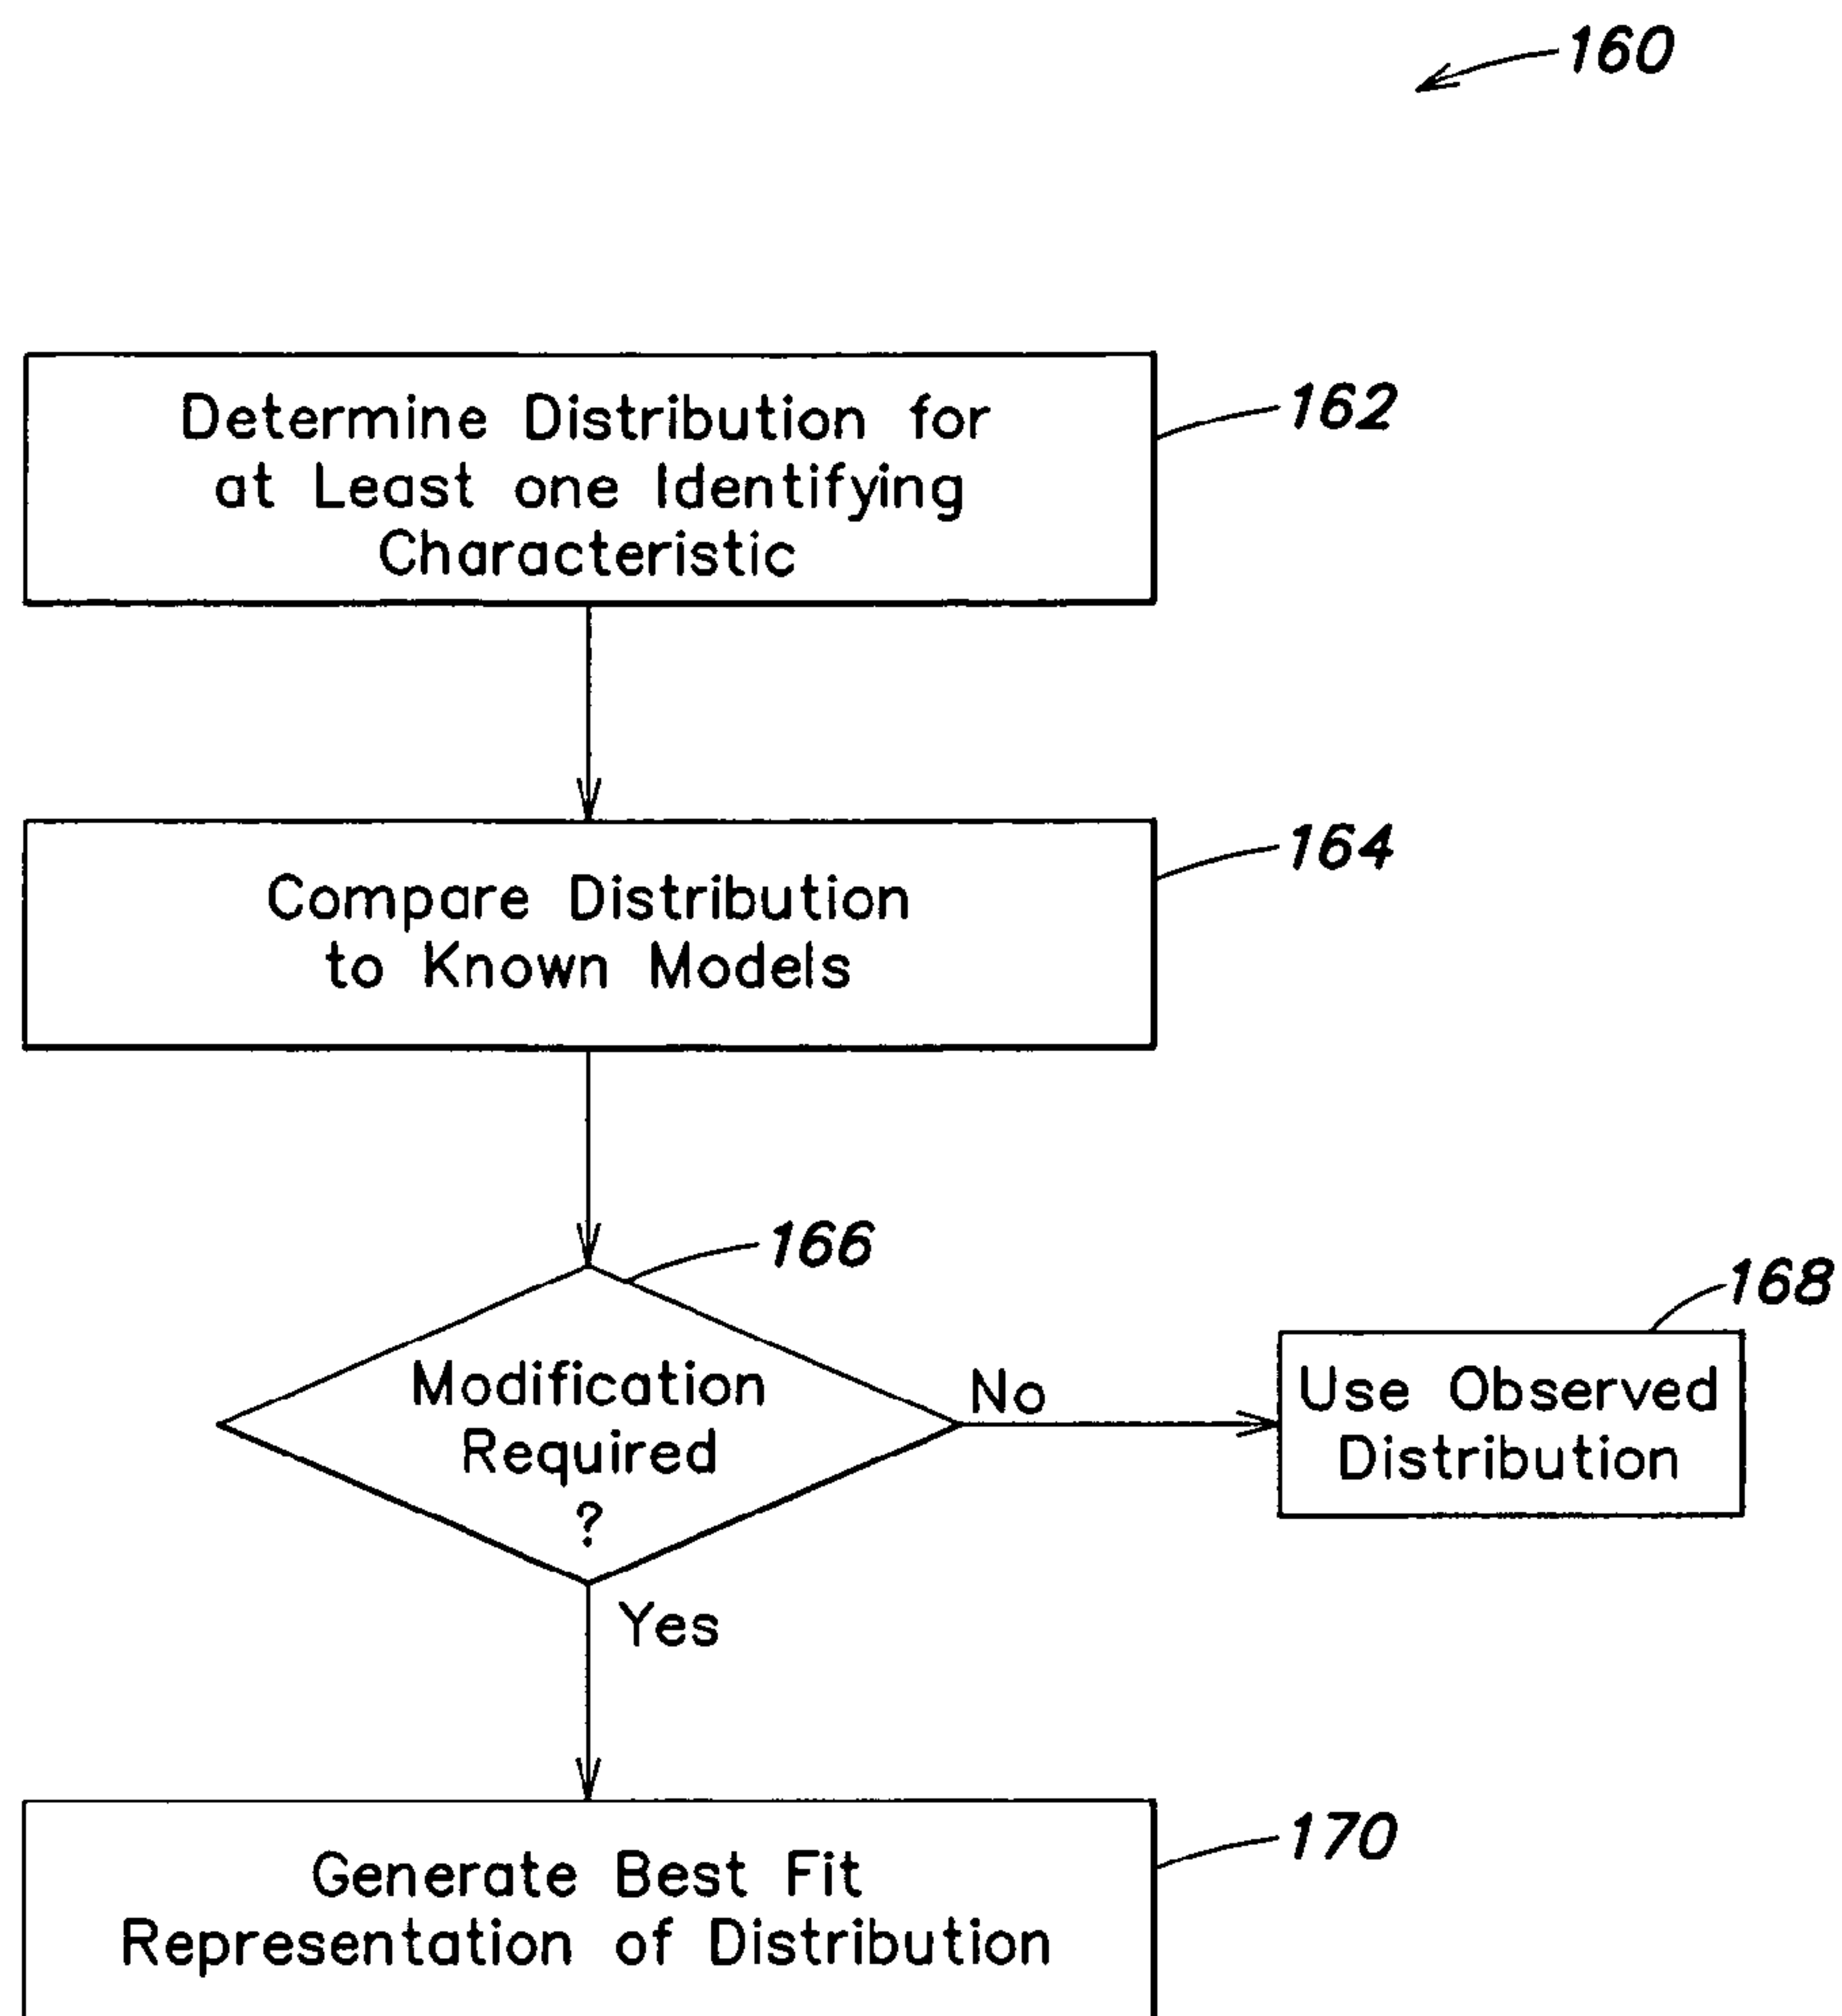 160
Determine Distribution for
at Least one Identifying
Characteristic
162
Compare Distribution
to Known Models
164
166
Modification
Required
?
No
168
Use Observed
Distribution
Yes
Generate Best Fit
Representation of Distribution
170